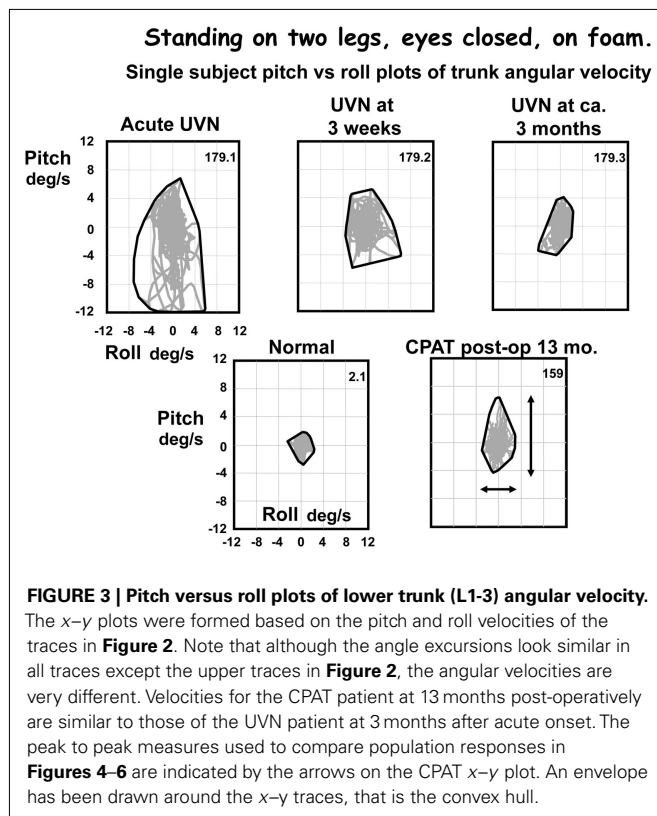 Standing on two legs, eyes closed, on foam.
Single subject pitch vs roll plots of trunk angular velocity
Acute UVN
UVN at
3 weeks
UVN at ca.
3 months
Pitch
deg/s
12
8
4
0
-4
-8
-12
179.1
179.2
179.3
-12 -8 -4 0 4 8 12
Roll deg/s
Normal
CPAT post-op 13 mo.
Pitch
deg/s
12
8
4
0
-4
-8
-12
2.1
159
Roll deg/s
-12 -8 -4 0 4 8 12
FIGURE 3 | Pitch versus roll plots of lower trunk (L1-3) angular velocity.
The x–y plots were formed based on the pitch and roll velocities of the
traces in Figure 2. Note that although the angle excursions look similar in
all traces except the upper traces in Figure 2, the angular velocities are
very different. Velocities for the CPAT patient at 13 months post-operatively
are similar to those of the UVN patient at 3 months after acute onset. The
peak to peak measures used to compare population responses in
Figures 4–6 are indicated by the arrows on the CPAT x–y plot. An envelope
has been drawn around the x–y traces, that is the convex hull.